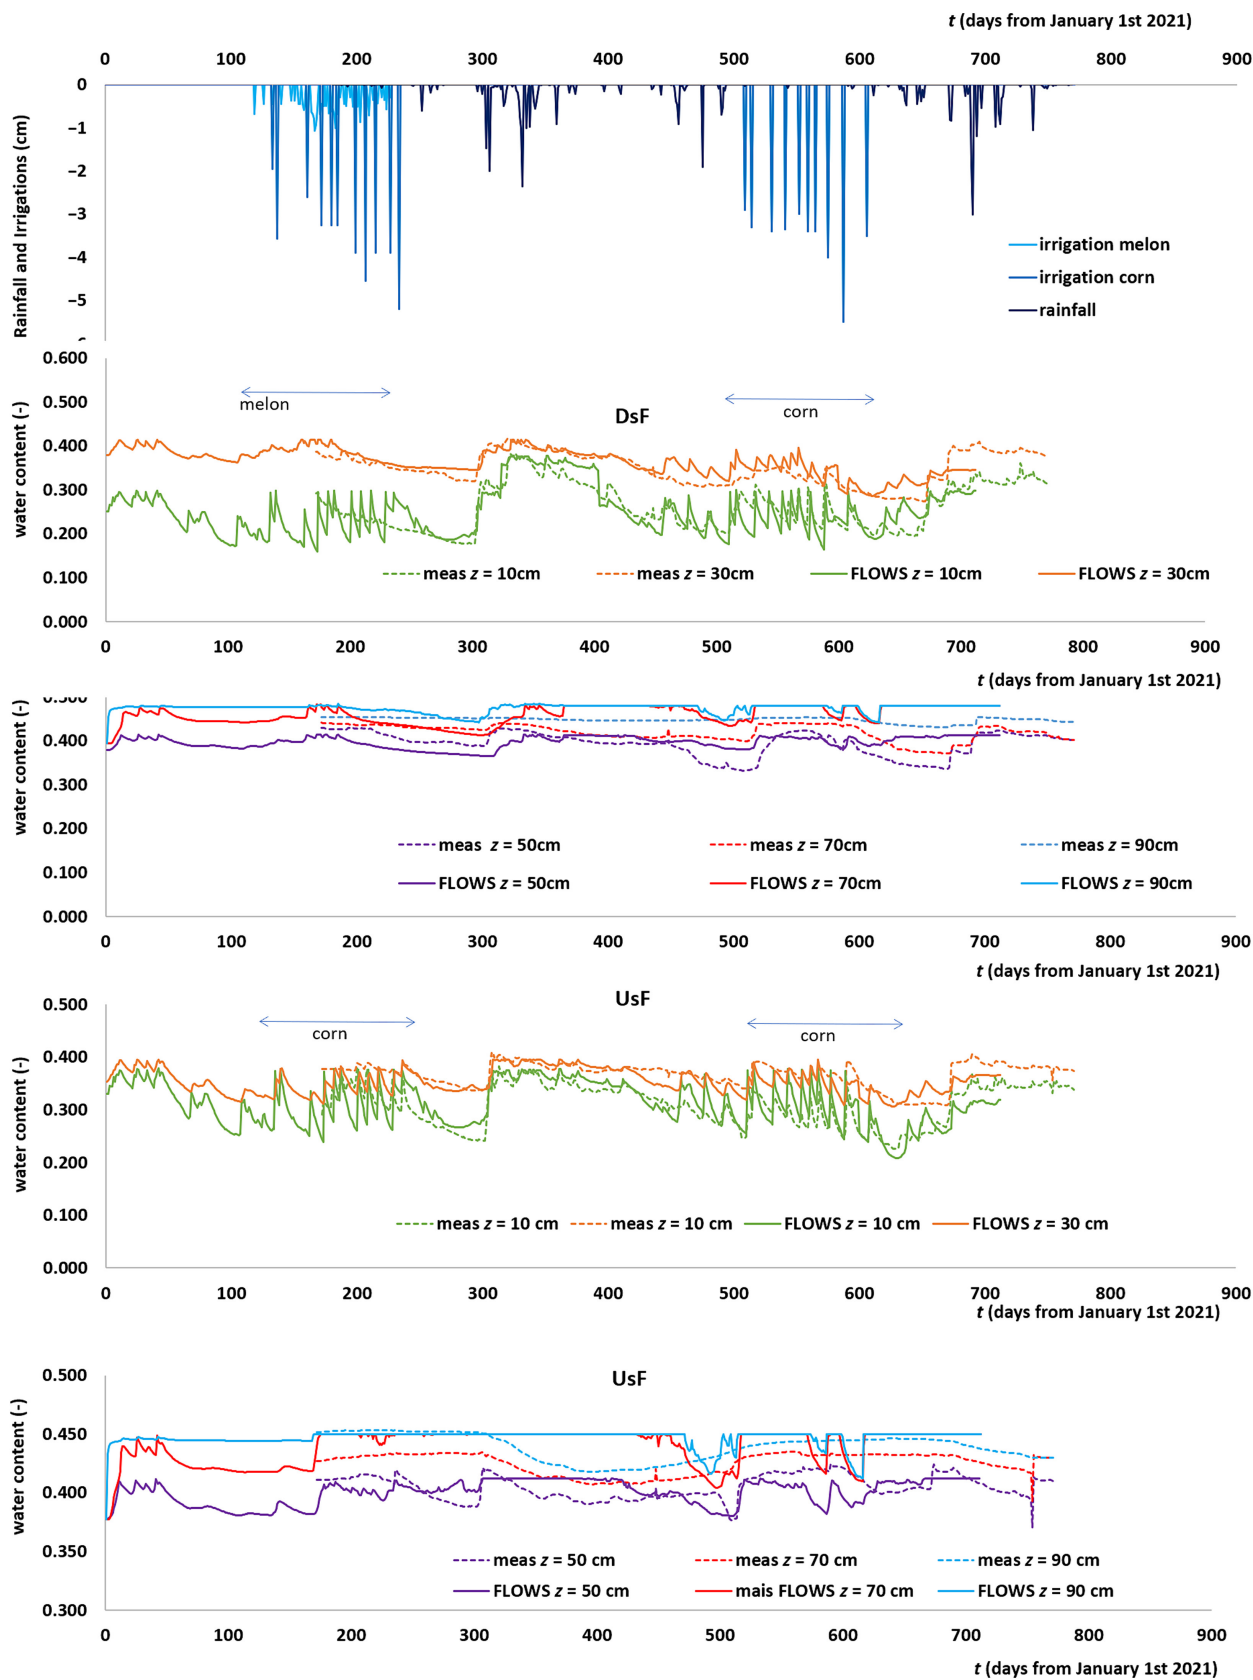 t (days from January 1st 2021)
0 100 200 300 400 500 600 700 800 900
Rainfall and Irrigations (cm)
0
−1
−2
−3
−4
−5
irrigation melon
irrigation corn
rainfall
water content (-)
0.600
0.500
0.400
0.300
0.200
0.100
0.000
melon
DsF
corn
meas z = 10cm meas z = 30cm FLOWS z = 10cm FLOWS z = 30cm
0 100 200 300 400 500 600 700 800 900
t (days from January 1st 2021)
water content (-)
0.500
0.400
0.300
0.200
0.100
0.000
meas z = 50cm meas z = 70cm meas z = 90cm
FLOWS z = 50cm FLOWS z = 70cm FLOWS z = 90cm
0 100 200 300 400 500 600 700 800 900
t (days from January 1st 2021)
UsF
water content (-)
0.500
0.400
0.300
0.200
0.100
0.000
corn
corn
meas z = 10 cm meas z = 10 cm FLOWS z = 10 cm FLOWS z = 30 cm
0 100 200 300 400 500 600 700 800 900
t (days from January 1st 2021)
UsF
water content (-)
0.500
0.450
0.400
0.350
0.300
meas z = 50 cm meas z = 70 cm meas z = 90 cm
FLOWS z = 50 cm mais FLOWS z = 70 cm FLOWS z = 90 cm
0 100 200 300 400 500 600 700 800 900
t (days from January 1st 2021)